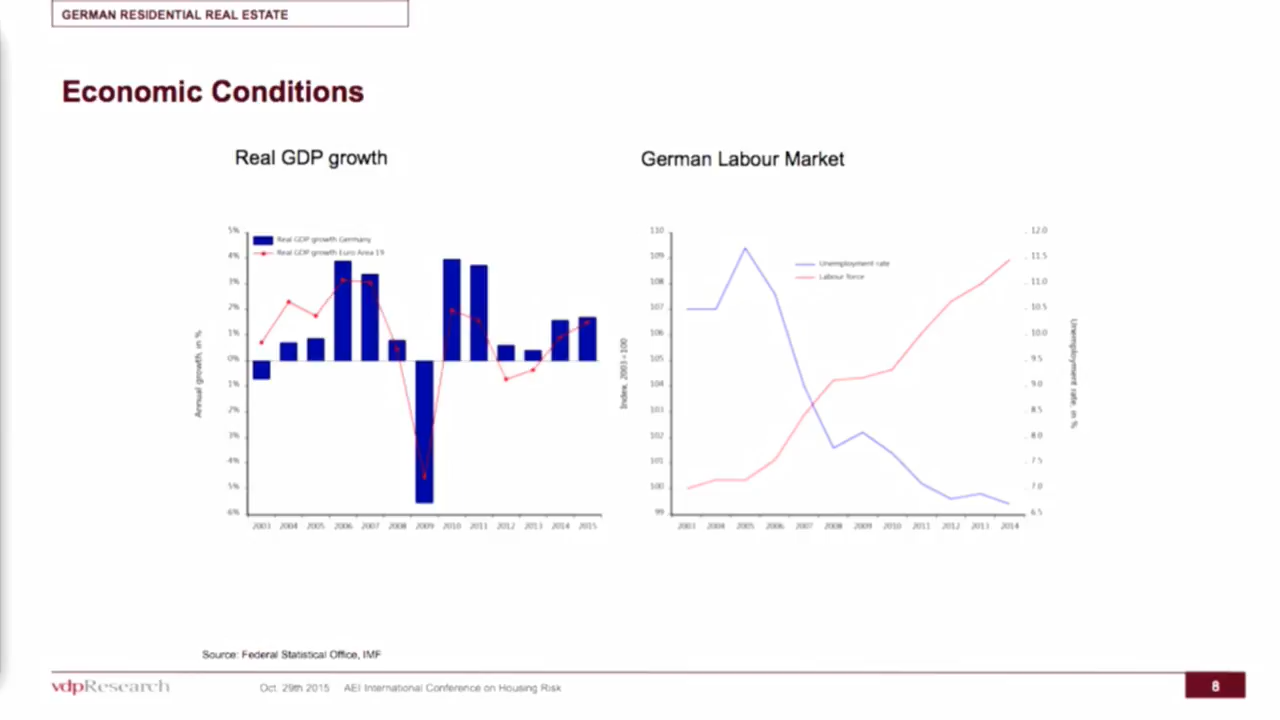 GERMAN RESIDENTIAL REAL ESTATE
Economic Conditions
Real GDP growth
5%
4%
3%
2%
1%
0%
1%
2%
3%
4%
5%
-6%
Annual growth, in %
Real GDP growth Germany
Real GDP growth Euro Area 19
2003 2004 2005 2006 2007 2008 2009 2010 2011 2012 2013 2014 2015
German Labour Market
110
109
108
107
106
105
104
103
102
101
100
99
Index, 2003=100
Unemployment rate
Labour force
12.0
11.5
11.0
10.5
10.0
9.5
9.0
8.5
8.0
7.5
7.0
6.5
Unemployment rate, in %
2003 2004 2005 2006 2007 2008 2009 2010 2011 2012 2013 2014
Source: Federal Statistical Office, IMF
vdpResearch
Oct. 29th 2015 AEI International Conference on Housing Risk
8